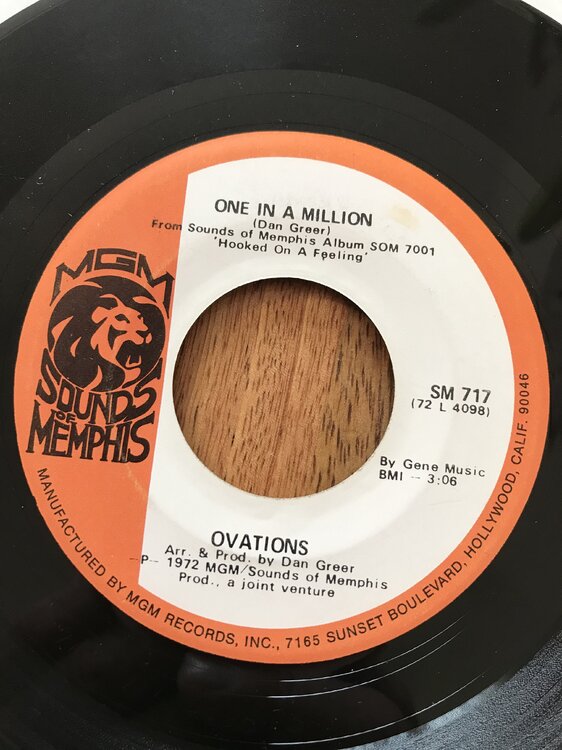 ONE IN A MILLION
(Dan Greer)
From Sounds of Memphis Album SOM 7001
'Hooked On A Feeling'
MGM
SOUNDS
OF
MEMPHIS
SM 717
(72 L 4098)
By Gene Music
BMI -- 3:06
OVATIONS
Arr. & Prod. by Dan Greer
--P-- 1972 MGM/Sounds of Memphis
Prod., a joint venture
MANUFACTURED BY MGM RECORDS, INC., 7165 SUNSET BOULEVARD, HOLLYWOOD, CALIF. 90046